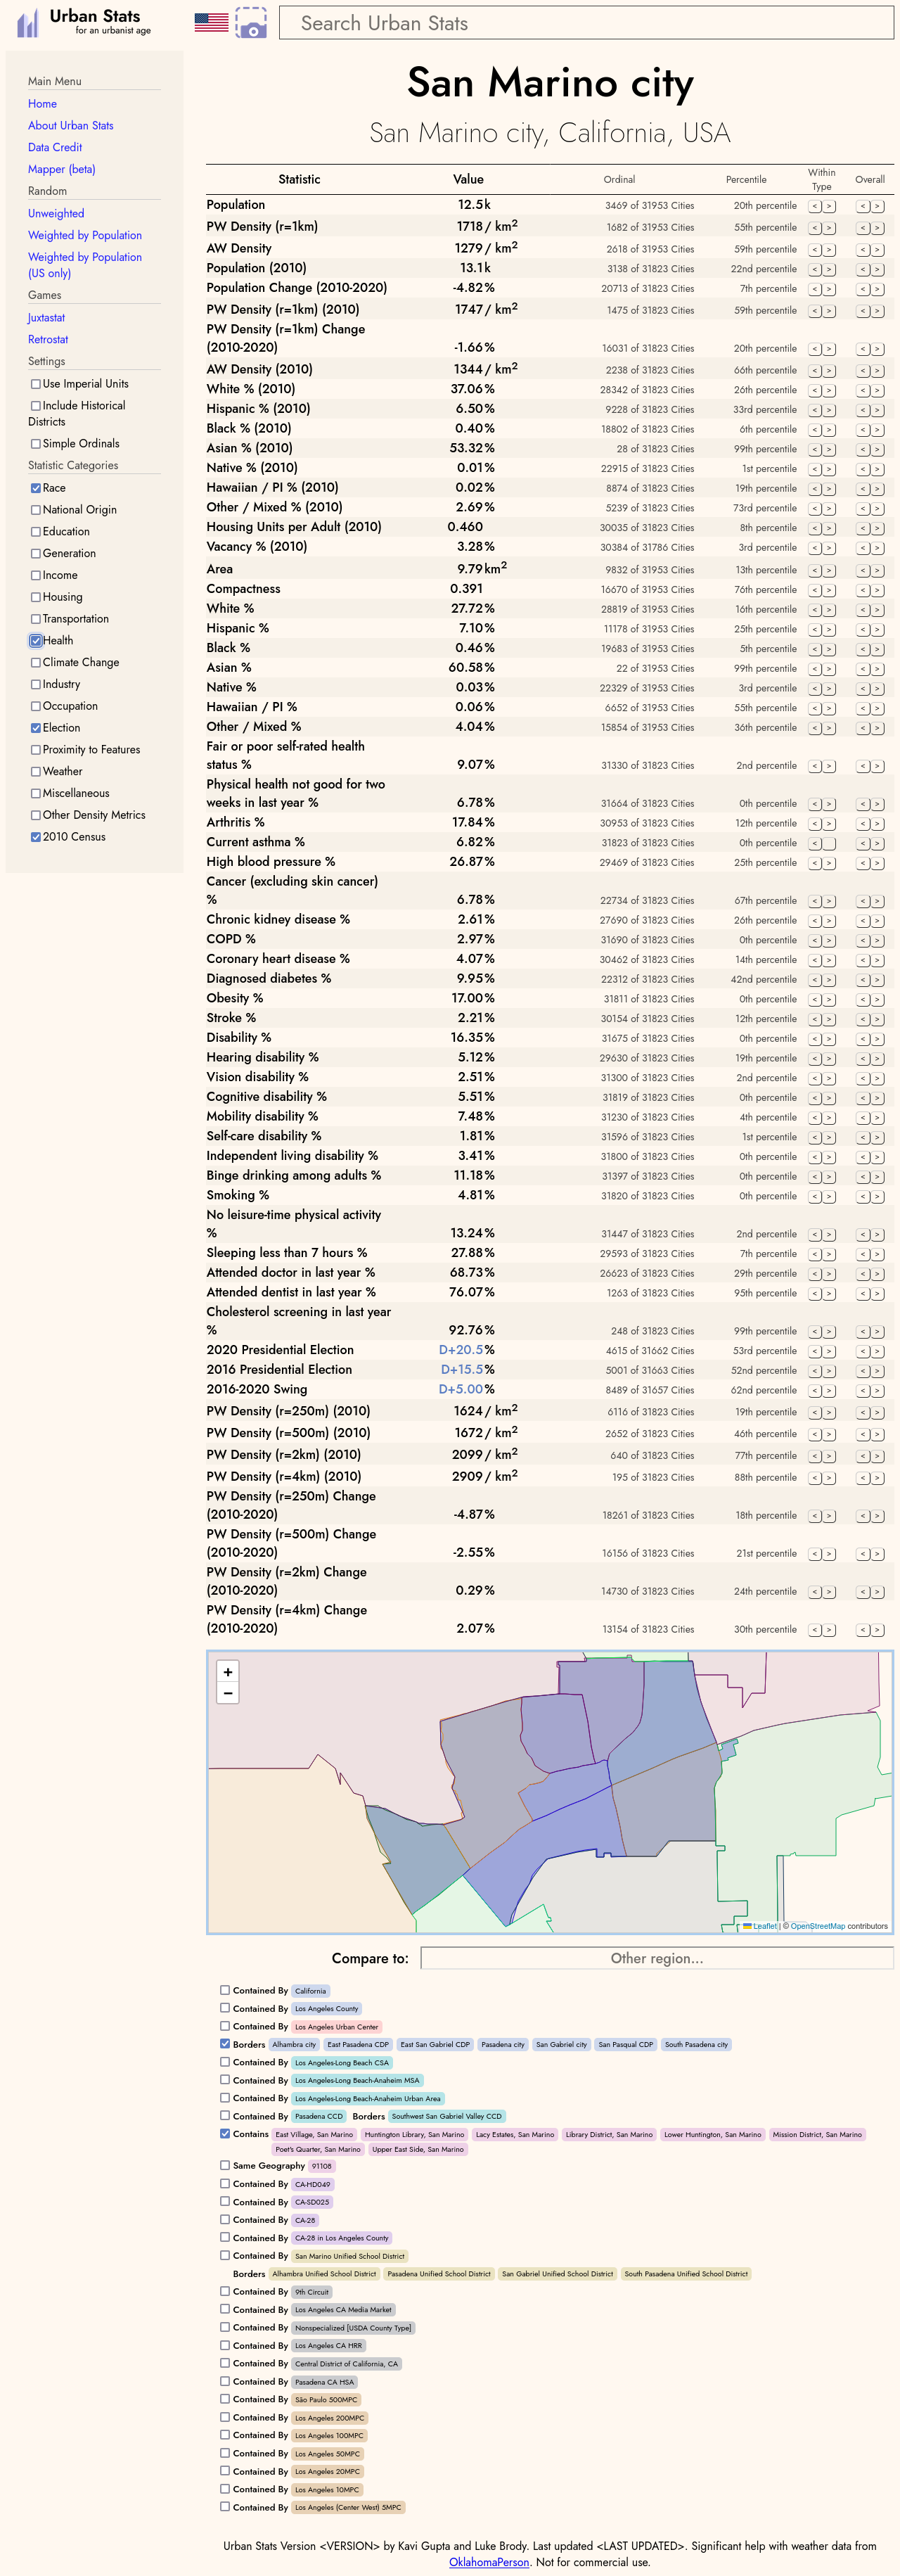 Urban Stats
for an urbanist age
Search Urban Stats
Main Menu
Home
About Urban Stats
Data Credit
Mapper (beta)
Random
Unweighted
Weighted by Population
Weighted by Population
(US only)
Games
Juxtastat
Retrostat
Settings
Use Imperial Units
Include Historical
Districts
Simple Ordinals
Statistic Categories
Race
National Origin
Education
Generation
Income
Housing
Transportation
Health
Climate Change
Industry
Occupation
Election
Proximity to Features
Weather
Miscellaneous
Other Density Metrics
2010 Census
San Marino city
San Marino city, California, USA
Statistic Value Ordinal Percentile Within Type Overall
Population 12.5k 3469 of 31953 Cities 20th percentile < > < >
PW Density (r=1km) 1718 / km² 1682 of 31953 Cities 55th percentile < > < >
AW Density 1279 / km² 2618 of 31953 Cities 59th percentile < > < >
Population (2010) 13.1k 3138 of 31823 Cities 22nd percentile < > < >
Population Change (2010-2020) -4.82% 20713 of 31823 Cities 7th percentile < > < >
PW Density (r=1km) (2010) 1747 / km² 1475 of 31823 Cities 59th percentile < > < >
PW Density (r=1km) Change
(2010-2020) -1.66% 16031 of 31823 Cities 20th percentile < > < >
AW Density (2010) 1344 / km² 2238 of 31823 Cities 66th percentile < > < >
White % (2010) 37.06% 28342 of 31823 Cities 26th percentile < > < >
Hispanic % (2010) 6.50% 9228 of 31823 Cities 33rd percentile < > < >
Black % (2010) 0.40% 18802 of 31823 Cities 6th percentile < > < >
Asian % (2010) 53.32% 28 of 31823 Cities 99th percentile < > < >
Native % (2010) 0.01% 22915 of 31823 Cities 1st percentile < > < >
Hawaiian / PI % (2010) 0.02% 8874 of 31823 Cities 19th percentile < > < >
Other / Mixed % (2010) 2.69% 5239 of 31823 Cities 73rd percentile < > < >
Housing Units per Adult (2010) 0.460 30035 of 31823 Cities 8th percentile < > < >
Vacancy % (2010) 3.28% 30384 of 31786 Cities 3rd percentile < > < >
Area 9.79 km² 9832 of 31953 Cities 13th percentile < > < >
Compactness 0.391 16670 of 31953 Cities 76th percentile < > < >
White % 27.72% 28819 of 31953 Cities 16th percentile < > < >
Hispanic % 7.10% 11178 of 31953 Cities 25th percentile < > < >
Black % 0.46% 19683 of 31953 Cities 5th percentile < > < >
Asian % 60.58% 22 of 31953 Cities 99th percentile < > < >
Native % 0.03% 22329 of 31953 Cities 3rd percentile < > < >
Hawaiian / PI % 0.06% 6652 of 31953 Cities 55th percentile < > < >
Other / Mixed % 4.04% 15854 of 31953 Cities 36th percentile < > < >
Fair or poor self-rated health
status % 9.07% 31330 of 31823 Cities 2nd percentile < > < >
Physical health not good for two
weeks in last year % 6.78% 31664 of 31823 Cities 0th percentile < > < >
Arthritis % 17.84% 30953 of 31823 Cities 12th percentile < > < >
Current asthma % 6.82% 31823 of 31823 Cities 0th percentile < < >
High blood pressure % 26.87% 29469 of 31823 Cities 25th percentile < > < >
Cancer (excluding skin cancer)
% 6.78% 22734 of 31823 Cities 67th percentile < > < >
Chronic kidney disease % 2.61% 27690 of 31823 Cities 26th percentile < > < >
COPD % 2.97% 31690 of 31823 Cities 0th percentile < > < >
Coronary heart disease % 4.07% 30462 of 31823 Cities 14th percentile < > < >
Diagnosed diabetes % 9.95% 22312 of 31823 Cities 42nd percentile < > < >
Obesity % 17.00% 31811 of 31823 Cities 0th percentile < > < >
Stroke % 2.21% 30154 of 31823 Cities 12th percentile < > < >
Disability % 16.35% 31675 of 31823 Cities 0th percentile < > < >
Hearing disability % 5.12% 29630 of 31823 Cities 19th percentile < > < >
Vision disability % 2.51% 31300 of 31823 Cities 2nd percentile < > < >
Cognitive disability % 5.51% 31819 of 31823 Cities 0th percentile < > < >
Mobility disability % 7.48% 31230 of 31823 Cities 4th percentile < > < >
Self-care disability % 1.81% 31596 of 31823 Cities 1st percentile < > < >
Independent living disability % 3.41% 31800 of 31823 Cities 0th percentile < > < >
Binge drinking among adults % 11.18% 31397 of 31823 Cities 0th percentile < > < >
Smoking % 4.81% 31820 of 31823 Cities 0th percentile < > < >
No leisure-time physical activity
% 13.24% 31447 of 31823 Cities 2nd percentile < > < >
Sleeping less than 7 hours % 27.88% 29593 of 31823 Cities 7th percentile < > < >
Attended doctor in last year % 68.73% 26623 of 31823 Cities 29th percentile < > < >
Attended dentist in last year % 76.07% 1263 of 31823 Cities 95th percentile < > < >
Cholesterol screening in last year
% 92.76% 248 of 31823 Cities 99th percentile < > < >
2020 Presidential Election D+20.5% 4615 of 31662 Cities 53rd percentile < > < >
2016 Presidential Election D+15.5% 5001 of 31663 Cities 52nd percentile < > < >
2016-2020 Swing D+5.00% 8489 of 31657 Cities 62nd percentile < > < >
PW Density (r=250m) (2010) 1624 / km² 6116 of 31823 Cities 19th percentile < > < >
PW Density (r=500m) (2010) 1672 / km² 2652 of 31823 Cities 46th percentile < > < >
PW Density (r=2km) (2010) 2099 / km² 640 of 31823 Cities 77th percentile < > < >
PW Density (r=4km) (2010) 2909 / km² 195 of 31823 Cities 88th percentile < > < >
PW Density (r=250m) Change
(2010-2020) -4.87% 18261 of 31823 Cities 18th percentile < > < >
PW Density (r=500m) Change
(2010-2020) -2.55% 16156 of 31823 Cities 21st percentile < > < >
PW Density (r=2km) Change
(2010-2020) 0.29% 14730 of 31823 Cities 24th percentile < > < >
PW Density (r=4km) Change
(2010-2020) 2.07% 13154 of 31823 Cities 30th percentile < > < >
+
−
Leaflet | © OpenStreetMap contributors
Compare to: Other region...
Contained By California
Contained By Los Angeles County
Contained By Los Angeles Urban Center
Borders Alhambra city East Pasadena CDP East San Gabriel CDP Pasadena city San Gabriel city San Pasqual CDP South Pasadena city
Contained By Los Angeles-Long Beach CSA
Contained By Los Angeles-Long Beach-Anaheim MSA
Contained By Los Angeles-Long Beach-Anaheim Urban Area
Contained By Pasadena CCD Borders Southwest San Gabriel Valley CCD
Contains East Village, San Marino Huntington Library, San Marino Lacy Estates, San Marino Library District, San Marino Lower Huntington, San Marino Mission District, San Marino
Poet's Quarter, San Marino Upper East Side, San Marino
Same Geography 91108
Contained By CA-HD049
Contained By CA-SD025
Contained By CA-28
Contained By CA-28 in Los Angeles County
Contained By San Marino Unified School District
Borders Alhambra Unified School District Pasadena Unified School District San Gabriel Unified School District South Pasadena Unified School District
Contained By 9th Circuit
Contained By Los Angeles CA Media Market
Contained By Nonspecialized [USDA County Type]
Contained By Los Angeles CA HRR
Contained By Central District of California, CA
Contained By Pasadena CA HSA
Contained By São Paulo 500MPC
Contained By Los Angeles 200MPC
Contained By Los Angeles 100MPC
Contained By Los Angeles 50MPC
Contained By Los Angeles 20MPC
Contained By Los Angeles 10MPC
Contained By Los Angeles (Center West) 5MPC
Urban Stats Version <VERSION> by Kavi Gupta and Luke Brody. Last updated <LAST UPDATED>. Significant help with weather data from
OklahomaPerson. Not for commercial use.